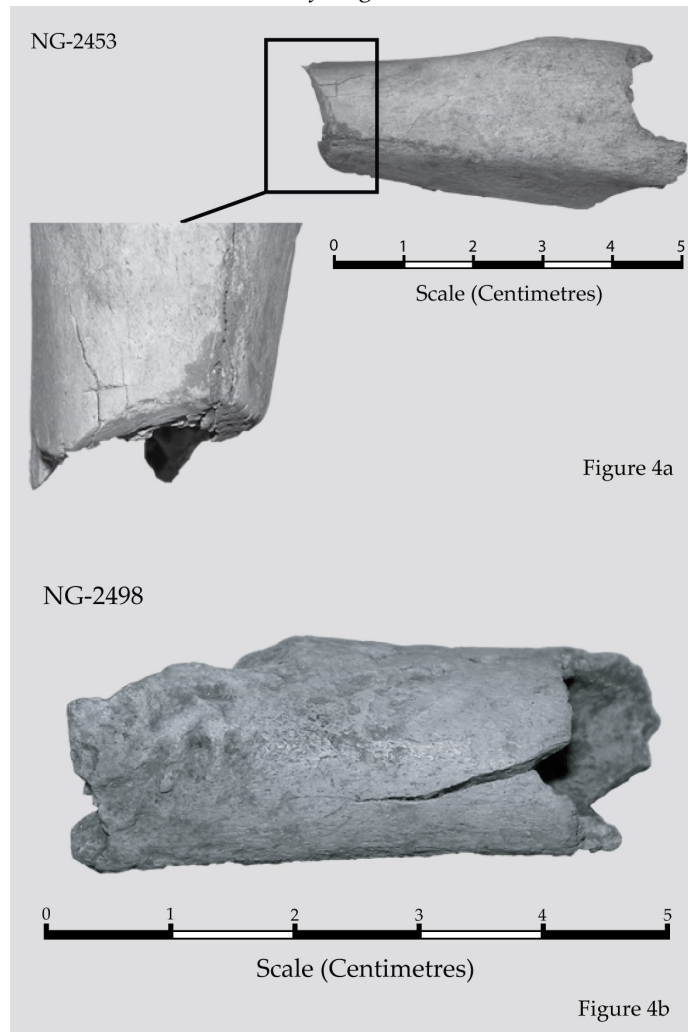 NG-2453
0 1 2 3 4 5
Scale (Centimetres)
Figure 4a
NG-2498
0 1 2 3 4 5
Scale (Centimetres)
Figure 4b